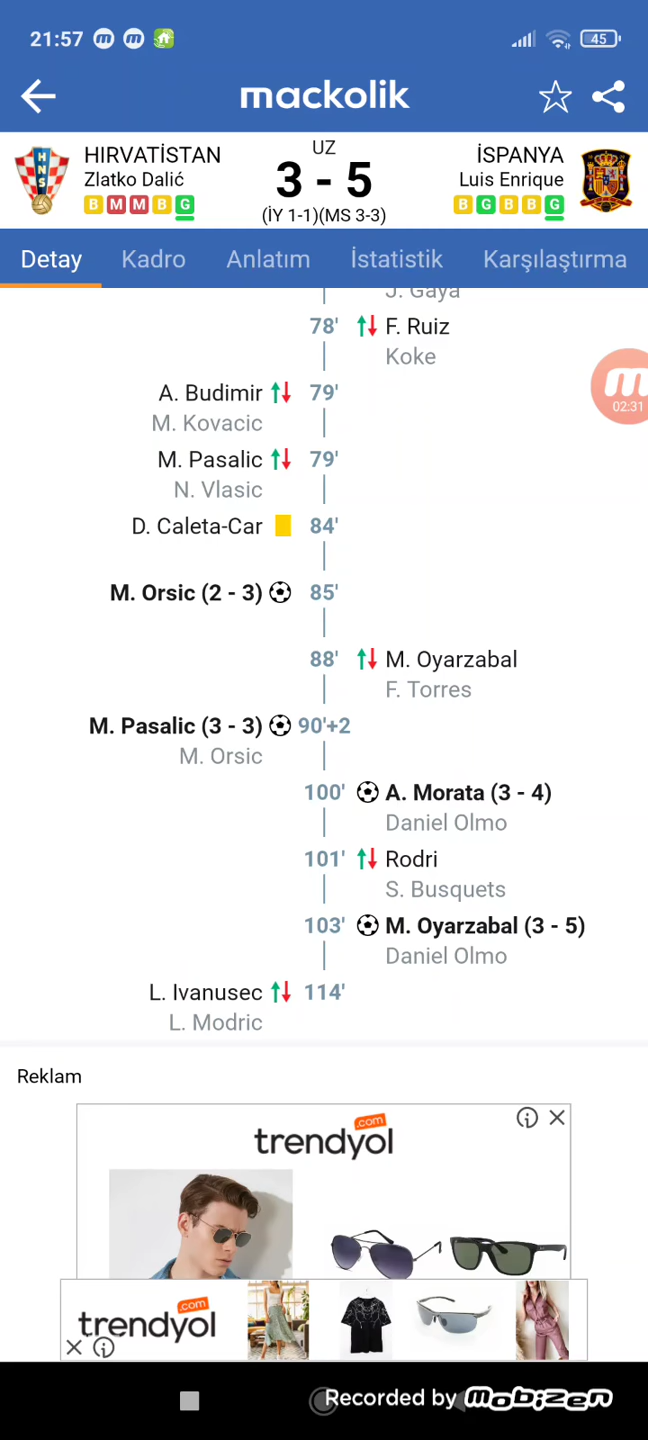 21:57
45
mackolik
HIRVATİSTAN
Zlatko Dalić
B M M B G
UZ
3 - 5
(İY 1-1)(MS 3-3)
İSPANYA
Luis Enrique
B G B B G
Detay Kadro Anlatım İstatistik Karşılaştırma
J. Gaya
78' F. Ruiz
Koke
02:31
A. Budimir 79'
M. Kovacic
M. Pasalic 79'
N. Vlasic
D. Caleta-Car 84'
M. Orsic (2 - 3) 85'
88' M. Oyarzabal
F. Torres
M. Pasalic (3 - 3) 90'+2
M. Orsic
100' A. Morata (3 - 4)
Daniel Olmo
101' Rodri
S. Busquets
103' M. Oyarzabal (3 - 5)
Daniel Olmo
L. Ivanusec 114'
L. Modric
Reklam
trendyol .com
trendyol .com
Recorded by Mobizen